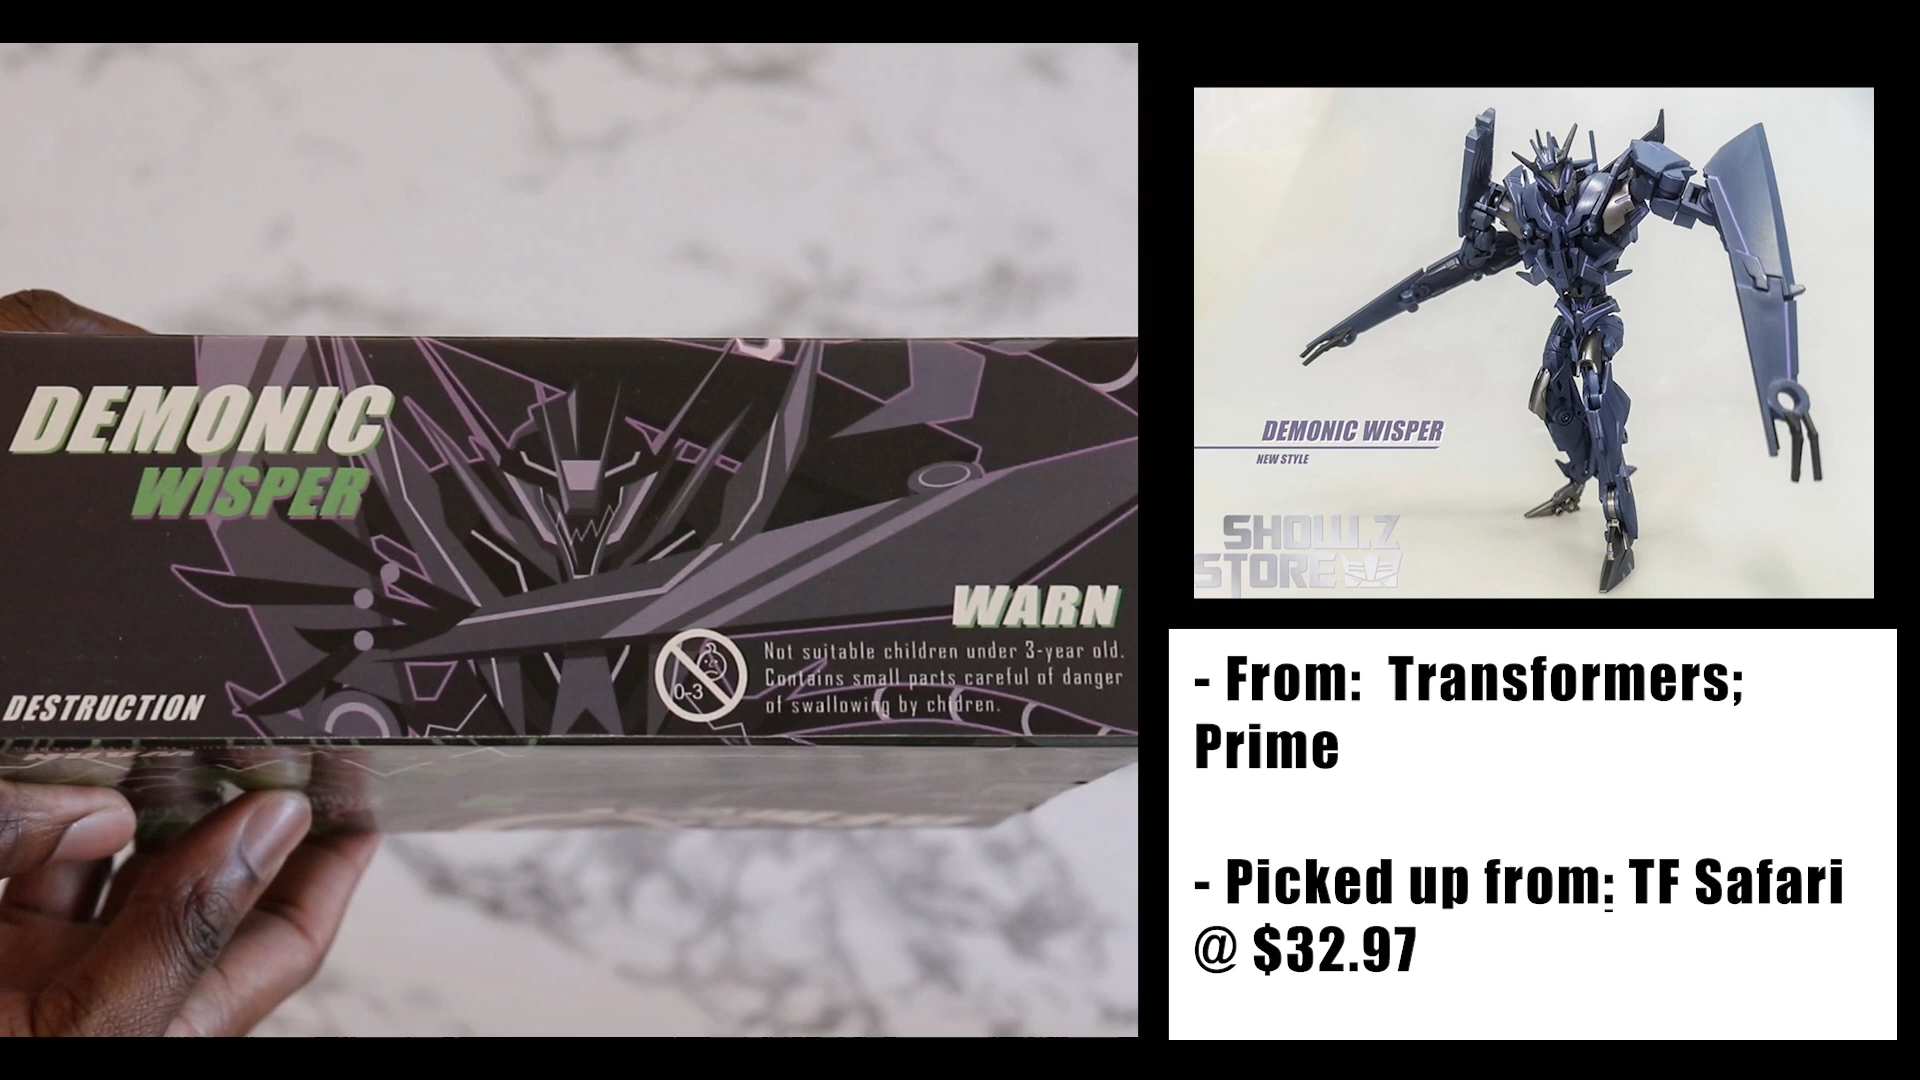 DEMONIC
WISPER
DESTRUCTION
WARN
0-3
Not suitable children under 3-year old.
Contains small parts careful of danger
of swallowing by children.
DEMONIC WISPER
NEW STYLE
SHOW.Z
STORE
- From: Transformers;
Prime
- Picked up from: TF Safari
@ $32.97